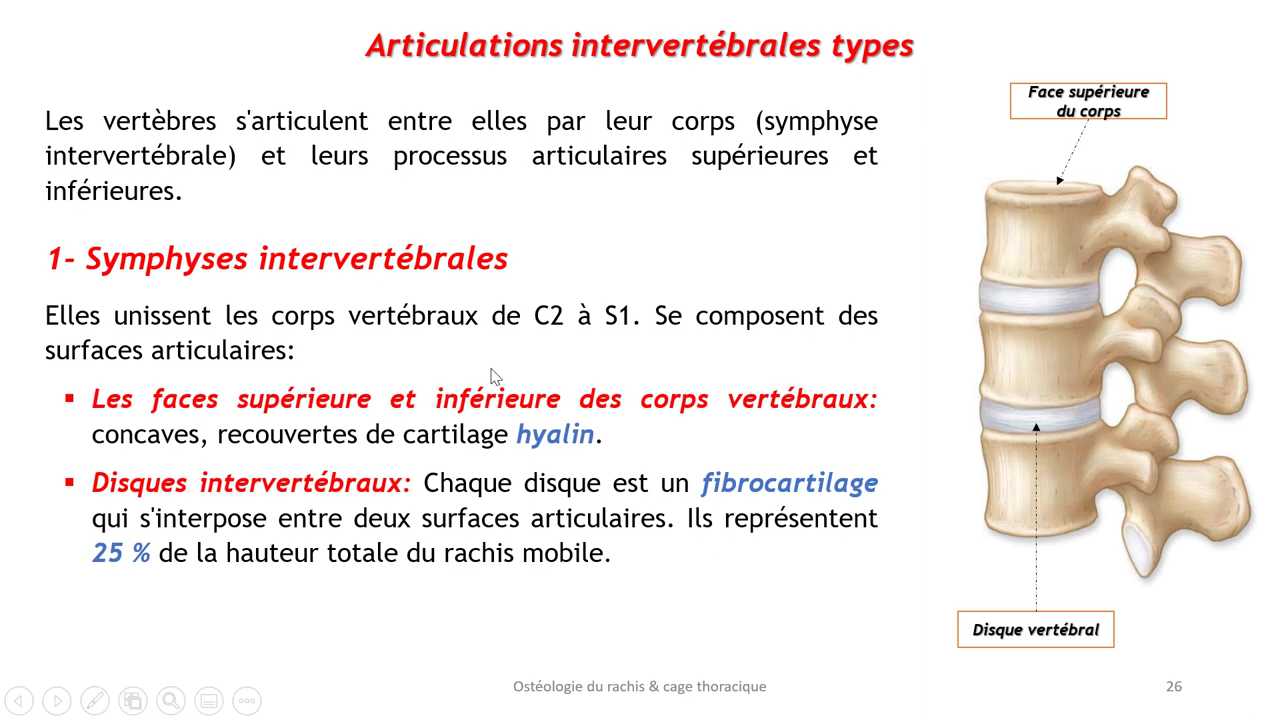 Articulations intervertébrales types
Face supérieure
du corps
Les vertèbres s'articulent entre elles par leur corps (symphyse
intervertébrale) et leurs processus articulaires supérieures et
inférieures.
1- Symphyses intervertébrales
Elles unissent les corps vertébraux de C2 à S1. Se composent des
surfaces articulaires:
▪ Les faces supérieure et inférieure des corps vertébraux:
concaves, recouvertes de cartilage hyalin.
▪ Disques intervertébraux: Chaque disque est un fibrocartilage
qui s'interpose entre deux surfaces articulaires. Ils représentent
25 % de la hauteur totale du rachis mobile.
Disque vertébral
Ostéologie du rachis & cage thoracique
26